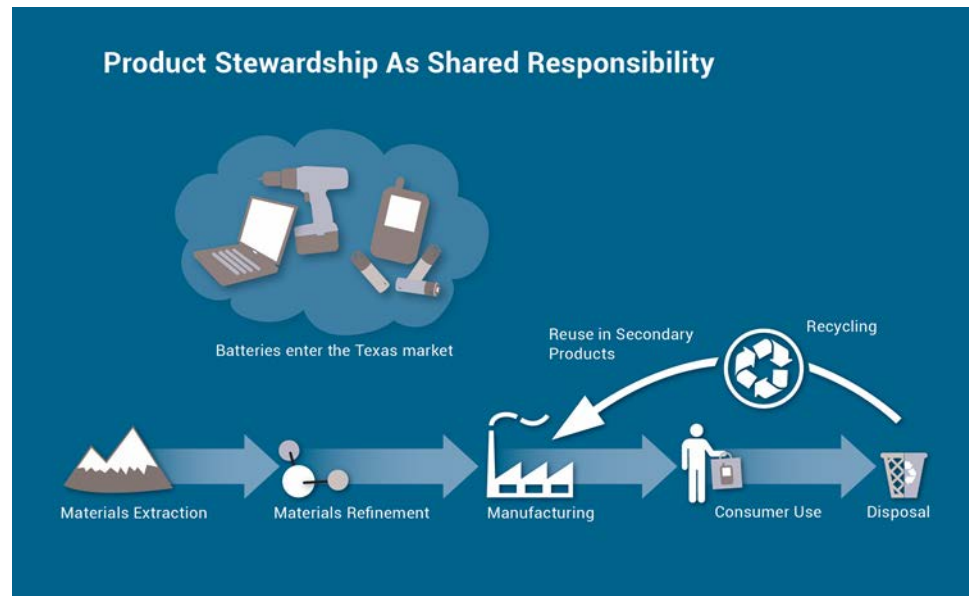 Product Stewardship As Shared Responsibility
Batteries enter the Texas market
Reuse in Secondary
Products
Recycling
Materials Extraction
Materials Refinement
Manufacturing
Consumer Use
Disposal